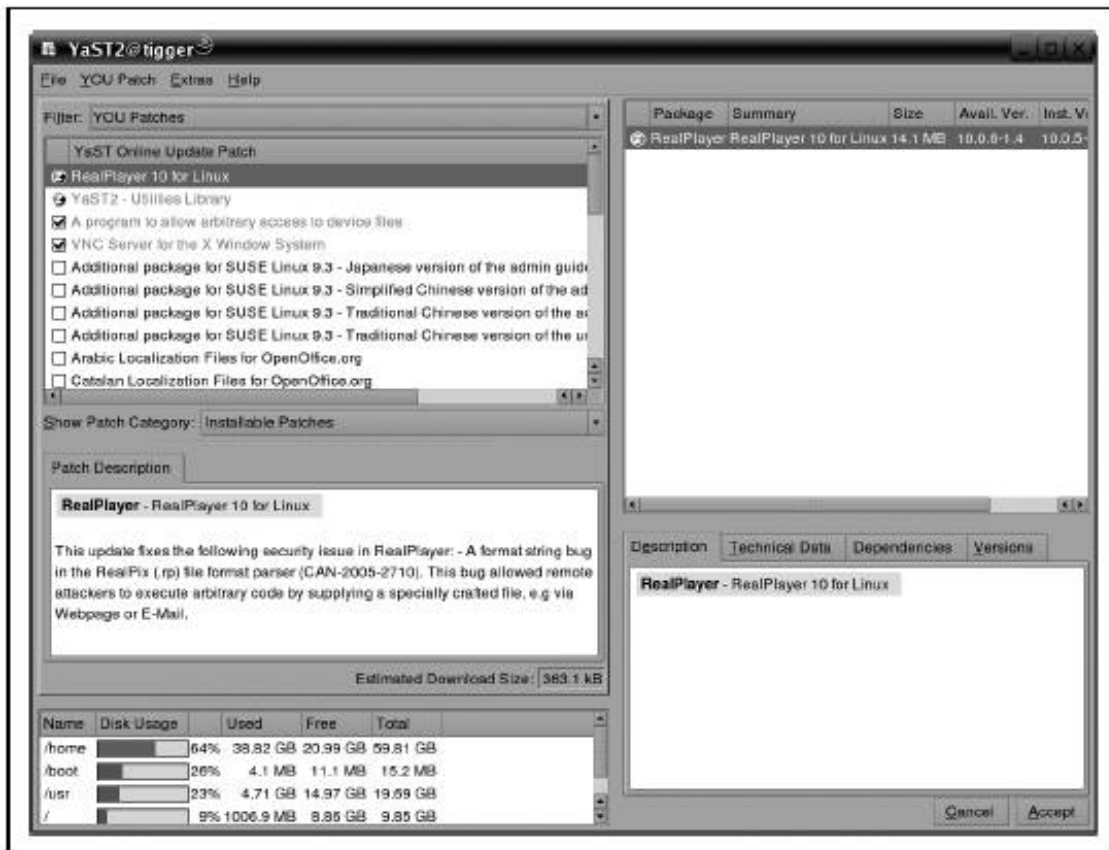 YaST2@tigger
File YOU Patch Extras Help
Filter: YOU Patches
YaST Online Update Patch
RealPlayer 10 for Linux
YaST2 - Utilities Library
A program to allow arbitrary access to device files
VNC Server for the X Window System
Additional package for SUSE Linux 9.3 - Japanese version of the admin guide
Additional package for SUSE Linux 9.3 - Simplified Chinese version of the ad
Additional package for SUSE Linux 9.3 - Traditional Chinese version of the
Additional package for SUSE Linux 9.3 - Traditional Chinese version of the
Arabic Localization Files for OpenOffice.org
Catalan Localization Files for OpenOffice.org
Show Patch Category: Installable Patches
Patch Description
RealPlayer - RealPlayer 10 for Linux
This update fixes the following security issue in RealPlayer: - A format string bug
in the RealPix (.rp) file format parser (CAN-2005-2710). This bug allowed remote
attackers to execute arbitrary code by supplying a specially crafted file, e.g via
Webpage or E-Mail.
Estimated Download Size: 363.1 kB
Name Disk Usage Used Free Total
/home 64% 38.82 GB 20.99 GB 59.81 GB
/boot 26% 4.1 MB 11.1 MB 15.2 MB
/usr 23% 4.71 GB 14.97 GB 19.69 GB
/ 9% 1006.9 MB 8.86 GB 9.85 GB
Package Summary Size Avail. Ver. Inst. V
RealPlayer RealPlayer 10 for Linux 14.1 MB 10.0.6-1.4 10.0.5-
Description Technical Data Dependencies Versions
RealPlayer - RealPlayer 10 for Linux
Cancel Accept